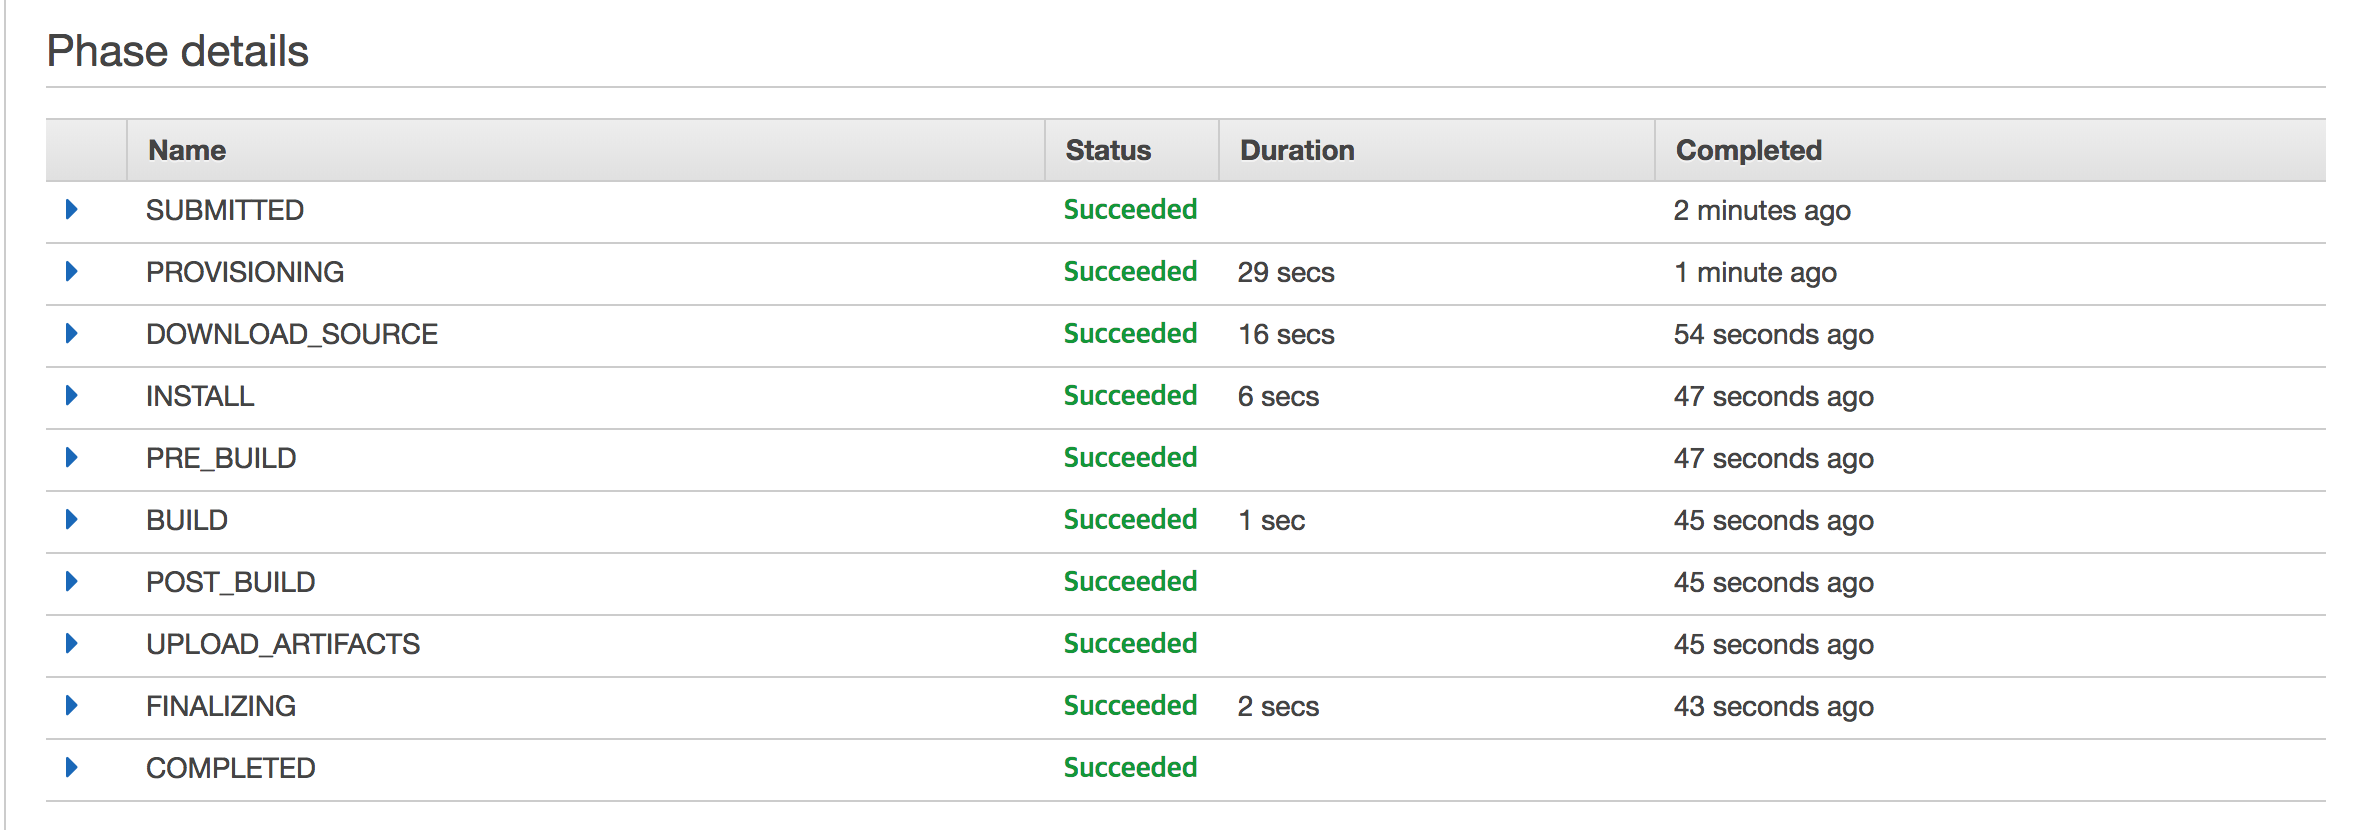 Phase details
Name Status Duration Completed
SUBMITTED Succeeded 2 minutes ago
PROVISIONING Succeeded 29 secs 1 minute ago
DOWNLOAD_SOURCE Succeeded 16 secs 54 seconds ago
INSTALL Succeeded 6 secs 47 seconds ago
PRE_BUILD Succeeded 47 seconds ago
BUILD Succeeded 1 sec 45 seconds ago
POST_BUILD Succeeded 45 seconds ago
UPLOAD_ARTIFACTS Succeeded 45 seconds ago
FINALIZING Succeeded 2 secs 43 seconds ago
COMPLETED Succeeded